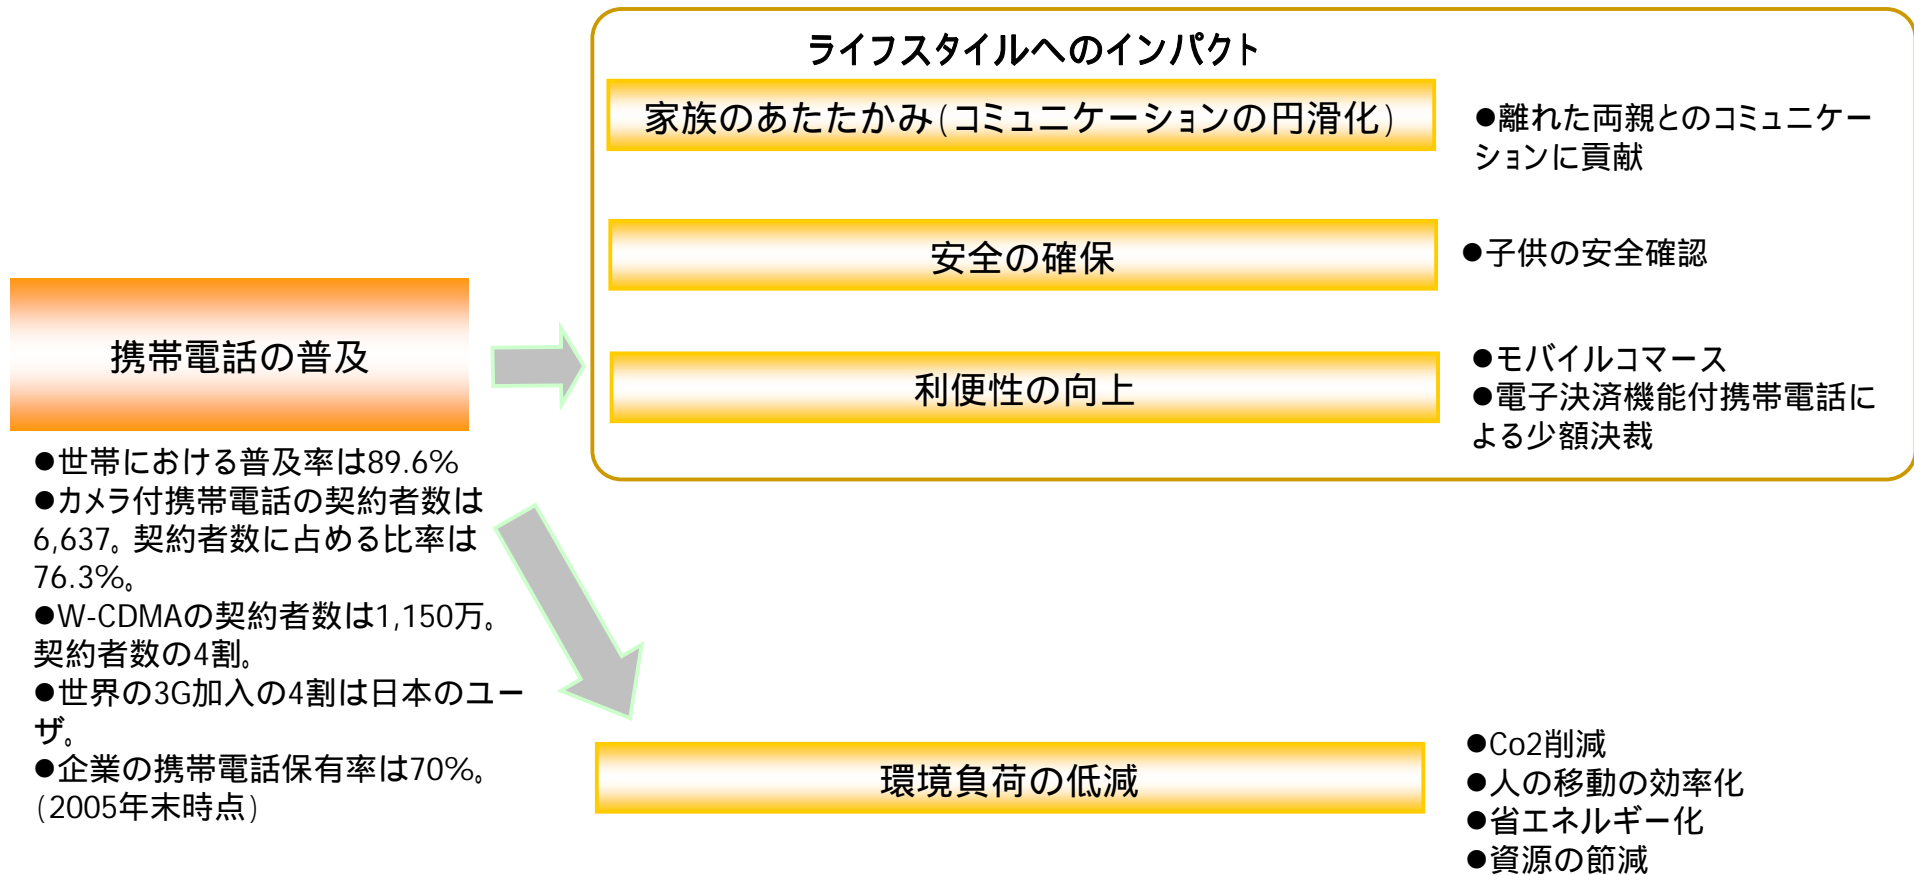 ライフスタイルへのインパクト
家族のあたたかみ(コミュニケーションの円滑化)
●離れた両親とのコミュニケー
ションに貢献
安全の確保
●子供の安全確認
利便性の向上
●モバイルコマース
●電子決済機能付携帯電話に
よる少額決裁
携帯電話の普及
●世帯における普及率は89.6%
●カメラ付携帯電話の契約者数は
6,637。契約者数に占める比率は
76.3%。
●W-CDMAの契約者数は1,150万。
契約者数の4割。
●世界の3G加入の4割は日本のユー
ザ。
●企業の携帯電話保有率は70%。
(2005年末時点)
環境負荷の低減
●Co2削減
●人の移動の効率化
●省エネルギー化
●資源の節減